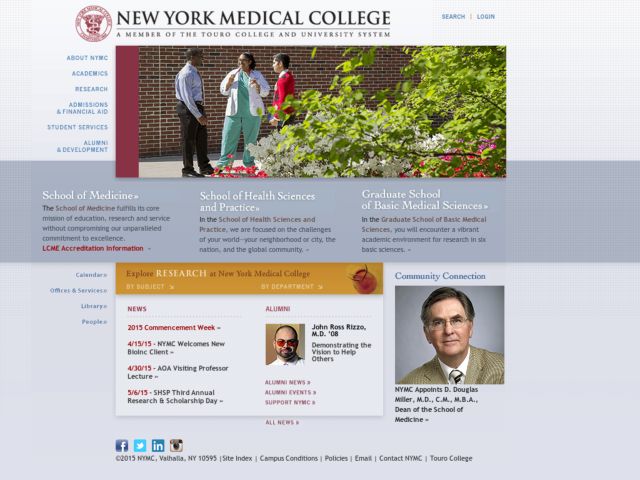 NEW YORK MEDICAL COLLEGE
A MEMBER OF THE TOURO COLLEGE AND UNIVERSITY SYSTEM
SEARCH | LOGIN
ABOUT NYMC
ACADEMICS
RESEARCH
ADMISSIONS
& FINANCIAL AID
STUDENT SERVICES
ALUMNI
& DEVELOPMENT
School of Medicine»
The School of Medicine fulfills its core
mission of education, research and service
without compromising our unparalleled
commitment to excellence.
LCME Accreditation Information →
School of Health Sciences
and Practice»
In the School of Health Sciences and
Practice, we are focused on the challenges
of your world—your neighborhood or city, the
nation, and the global community. →
Graduate School
of Basic Medical Sciences»
In the Graduate School of Basic Medical
Sciences, you will encounter a vibrant
academic environment for research in six
basic sciences. →
Calendar»
Offices & Services»
Library»
People»
Explore RESEARCH at New York Medical College
BY SUBJECT
BY DEPARTMENT
NEWS
2015 Commencement Week »
4/15/15 - NYMC Welcomes New
BioInc Client »
4/30/15 - AOA Visiting Professor
Lecture »
5/6/15 - SHSP Third Annual
Research & Scholarship Day »
ALUMNI
John Ross Rizzo,
M.D. '08
Demonstrating the
Vision to Help
Others
ALUMNI NEWS »
ALUMNI EVENTS »
SUPPORT NYMC »
ALL NEWS »
Community Connection
NYMC Appoints D. Douglas
Miller, M.D., C.M., M.B.A.,
Dean of the School of
Medicine »
©2015 NYMC, Valhalla, NY 10595 |Site Index | Campus Conditions | Policies | Email | Contact NYMC | Touro College